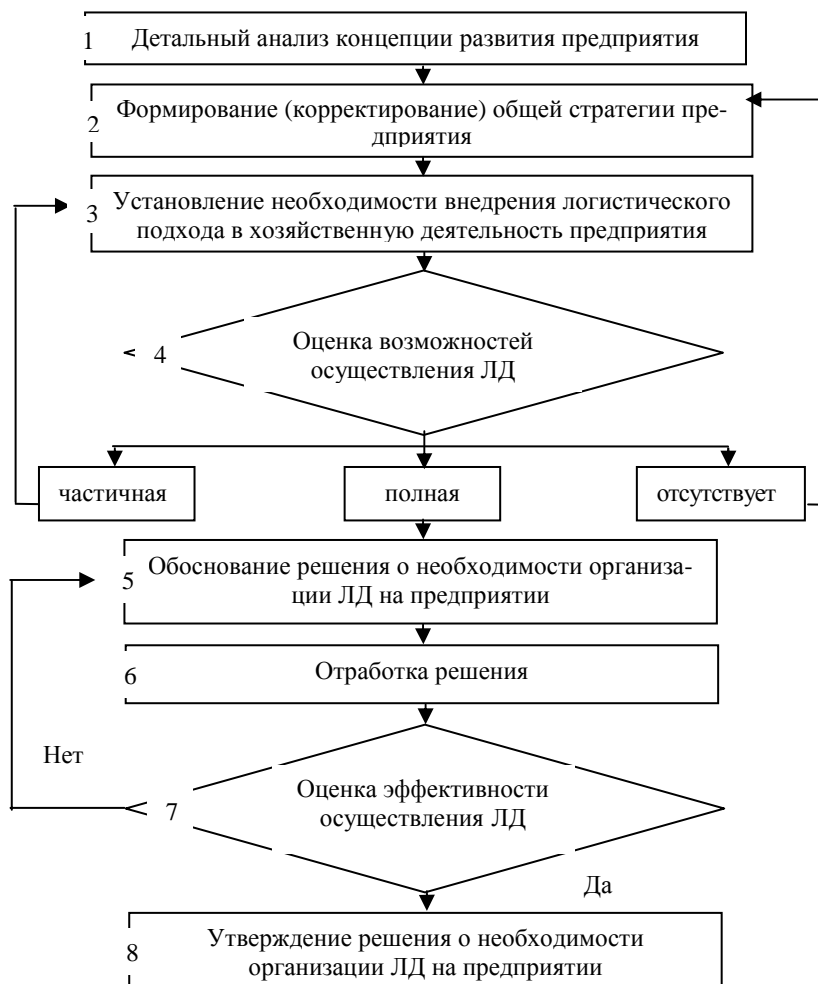 1 Детальный анализ концепции развития предприятия
Формирование (корректирование) общей стратегии пре-
2
дприятия
Установление необходимости внедрения логистического
3
подхода в хозяйственную деятельность предприятия
Оценка возможностей
4
осуществления ЛД
частичная
полная
отсутствует
Обоснование решения о необходимости организа-
5
ции ЛД на предприятии
6 Отработка решения
Нет
Оценка эффективности
7
осуществления ЛД
Да
Утверждение решения о необходимости
8
организации ЛД на предприятии